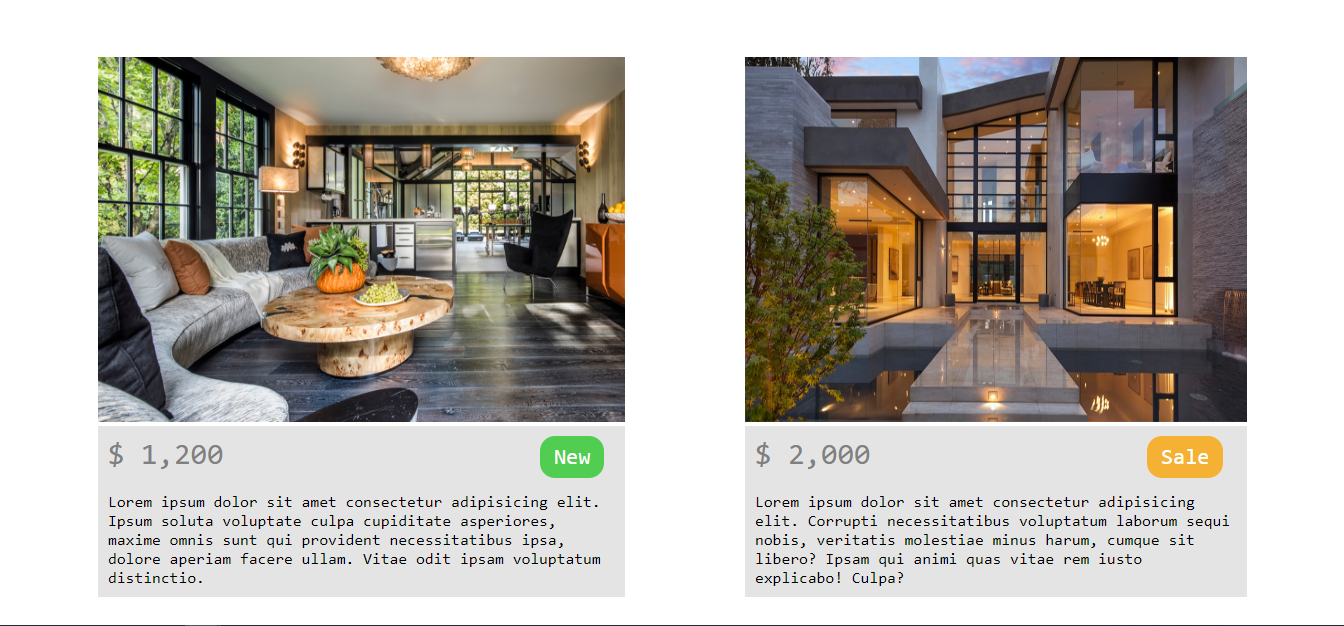 $ 1,200
New
Lorem ipsum dolor sit amet consectetur adipisicing elit.
Ipsum soluta voluptate culpa cupiditate asperiores,
maxime omnis sunt qui provident necessitatibus ipsa,
dolore aperiam facere ullam. Vitae odit ipsam voluptatum
distinctio.
$ 2,000
Sale
Lorem ipsum dolor sit amet consectetur adipisicing
elit. Corrupti necessitatibus voluptatum laborum sequi
nobis, veritatis molestiae minus harum, cumque sit
libero? Ipsam qui animi quas vitae rem iusto
explicabo! Culpa?